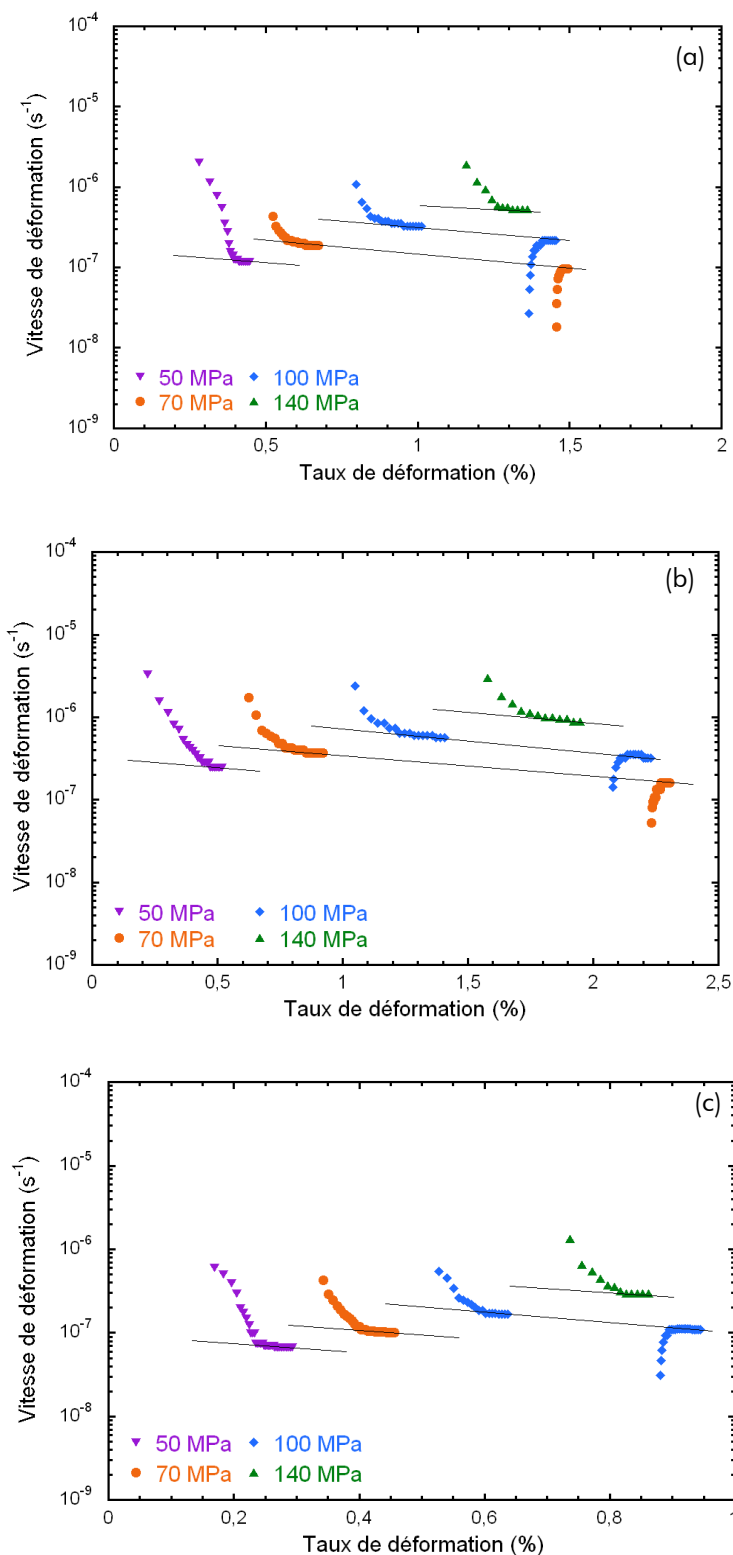 (a)
Vitesse de déformation (s⁻¹)
10⁻⁴
10⁻⁵
10⁻⁶
10⁻⁷
10⁻⁸
10⁻⁹
50 MPa 100 MPa
70 MPa 140 MPa
0 0,5 1 1,5 2
Taux de déformation (%)
(b)
Vitesse de déformation (s⁻¹)
10⁻⁴
10⁻⁵
10⁻⁶
10⁻⁷
10⁻⁸
10⁻⁹
50 MPa 100 MPa
70 MPa 140 MPa
0 0,5 1 1,5 2 2,5
Taux de déformation (%)
(c)
Vitesse de déformation (s⁻¹)
10⁻⁴
10⁻⁵
10⁻⁶
10⁻⁷
10⁻⁸
10⁻⁹
50 MPa 100 MPa
70 MPa 140 MPa
0 0,2 0,4 0,6 0,8 1
Taux de déformation (%)